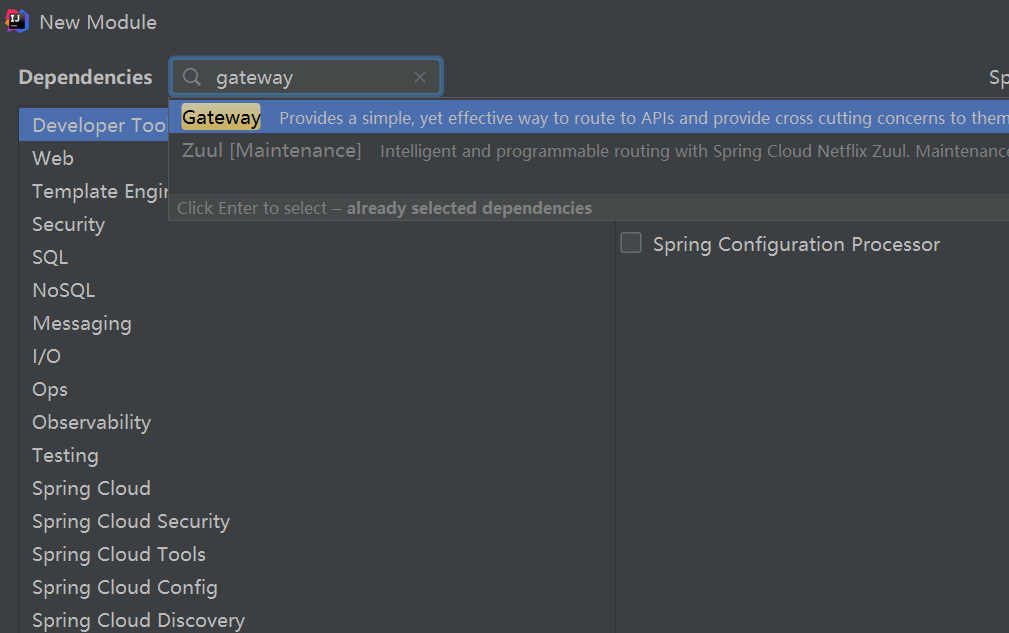 New Module
Dependencies gateway Sp
Gateway Provides a simple, yet effective way to route to APIs and provide cross cutting concerns to them
Zuul [Maintenance] Intelligent and programmable routing with Spring Cloud Netflix Zuul. Maintenance
Click Enter to select – already selected dependencies
Developer Too
Web
Template Engin
Security
Spring Configuration Processor
SQL
NoSQL
Messaging
I/O
Ops
Observability
Testing
Spring Cloud
Spring Cloud Security
Spring Cloud Tools
Spring Cloud Config
Spring Cloud Discovery